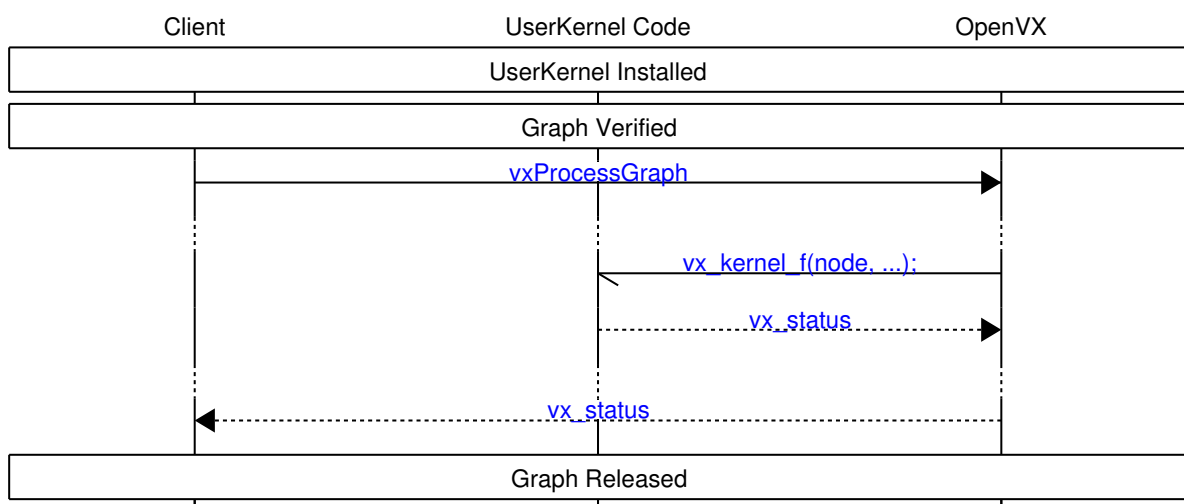 Client UserKernel Code OpenVX
UserKernel Installed
Graph Verified
vxProcessGraph
vx_kernel_f(node, ...);
vx_status
vx_status
Graph Released